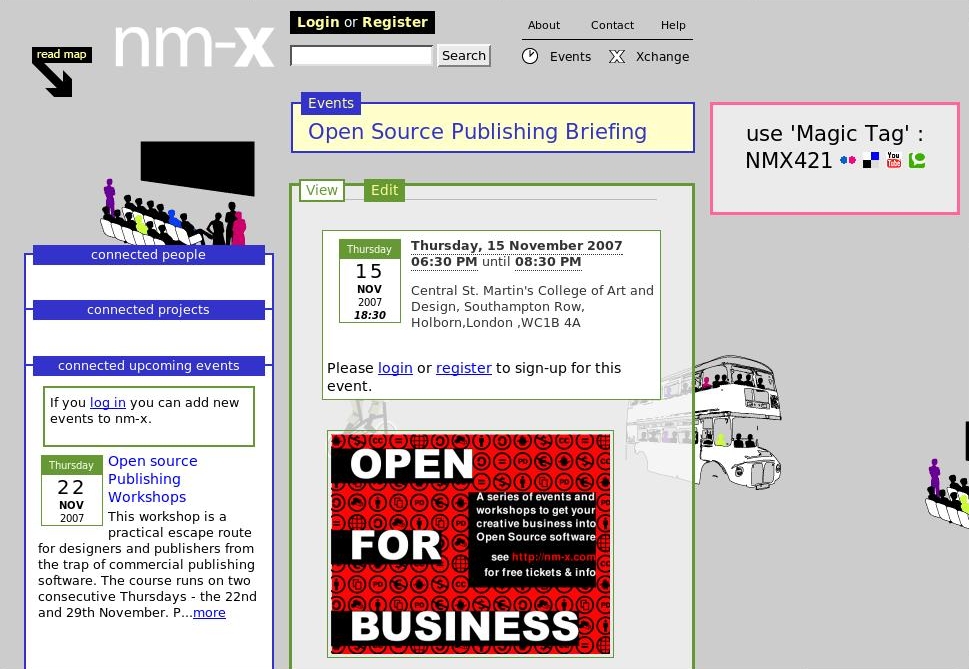 Login or Register
About
Contact
Help
read map
nm-x
Search
Events
Xchange
Events
Open Source Publishing Briefing
use 'Magic Tag' :
NMX421
You
Tube
View
Edit
Thursday
15
NOV
2007
18:30
Thursday, 15 November 2007
06:30 PM until 08:30 PM
Central St. Martin's College of Art and
Design, Southampton Row,
Holborn,London ,WC1B 4A
Please login or register to sign-up for this
event.
connected people
connected projects
connected upcoming events
If you log in you can add new
events to nm-x.
Thursday
22
NOV
2007
Open source
Publishing
Workshops
This workshop is a
practical escape route
for designers and publishers from
the trap of commercial publishing
software. The course runs on two
consecutive Thursdays - the 22nd
and 29th November. P...more
OPEN
A series of events and
workshops to get your
creative business into
Open Source software
see http://nm-x.com
for free tickets & info
FOR
BUSINESS